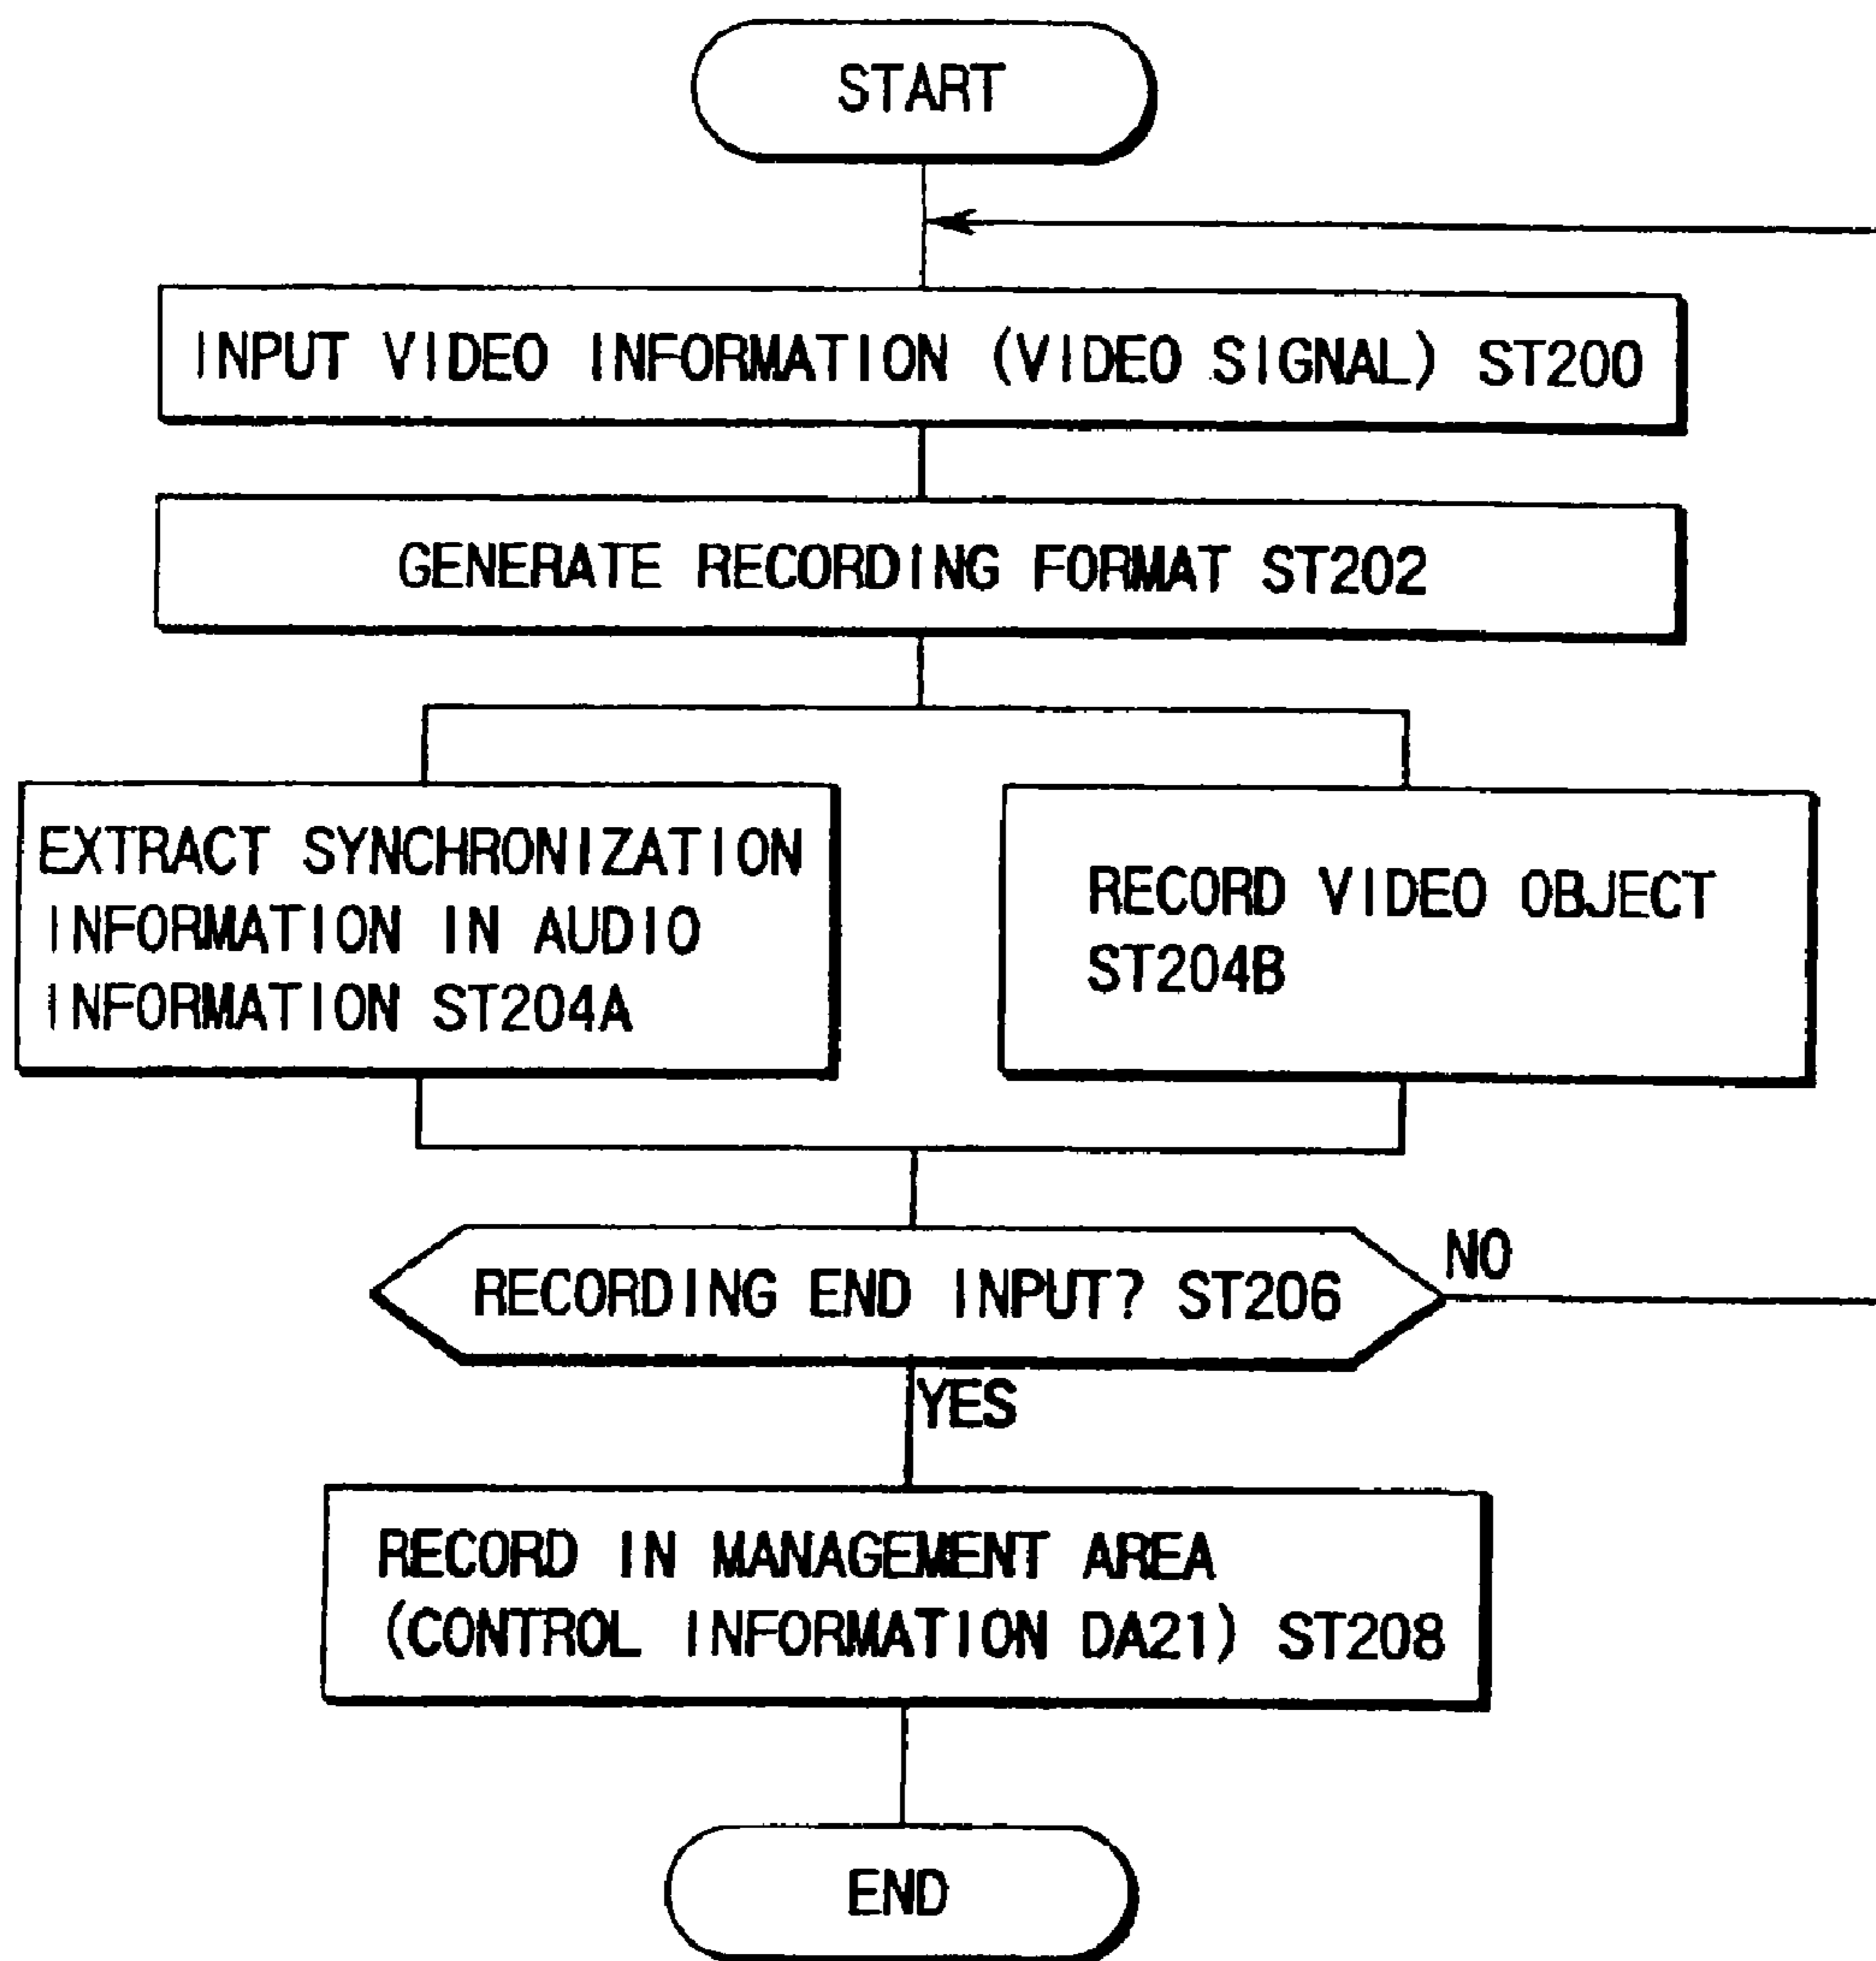 START
INPUT VIDEO INFORMATION (VIDEO SIGNAL) ST200
GENERATE RECORDING FORMAT ST202
EXTRACT SYNCHRONIZATION
INFORMATION IN AUDIO
INFORMATION ST204A
RECORD VIDEO OBJECT
ST204B
RECORDING END INPUT? ST206
NO
YES
RECORD IN MANAGEMENT AREA
(CONTROL INFORMATION DA21) ST208
END